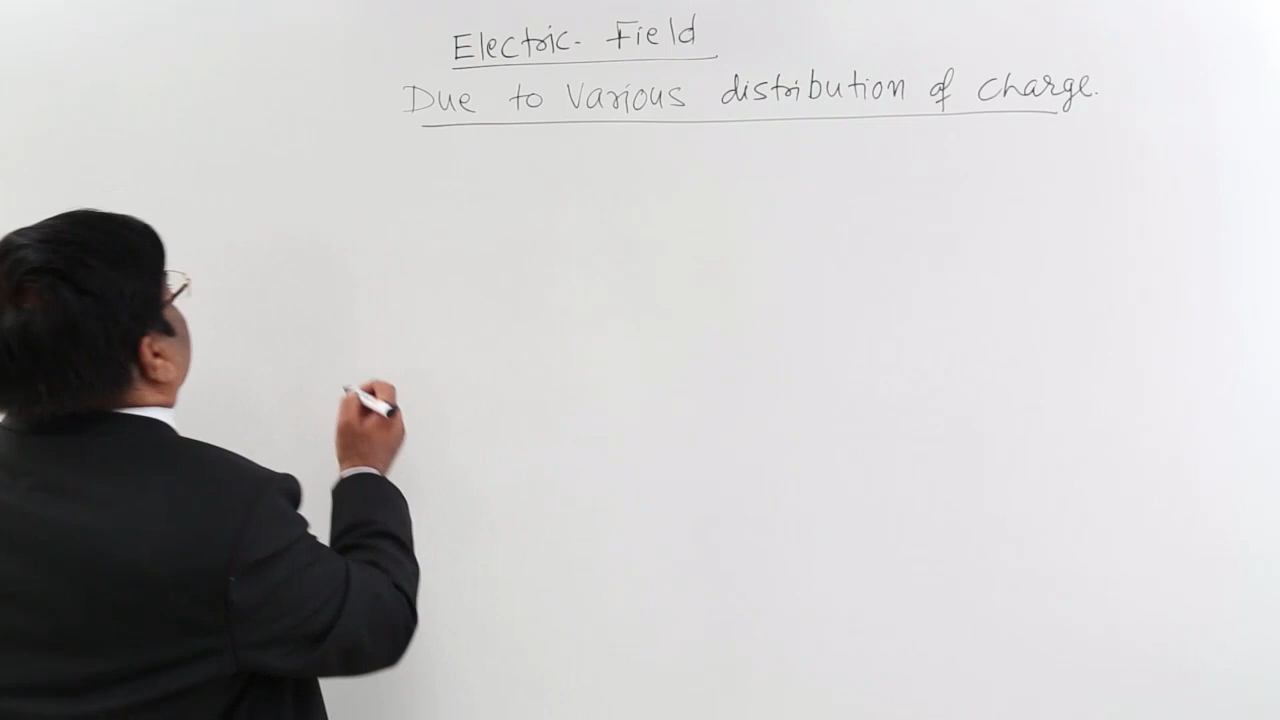 Electric- Field
Due to Various distribution of charge.